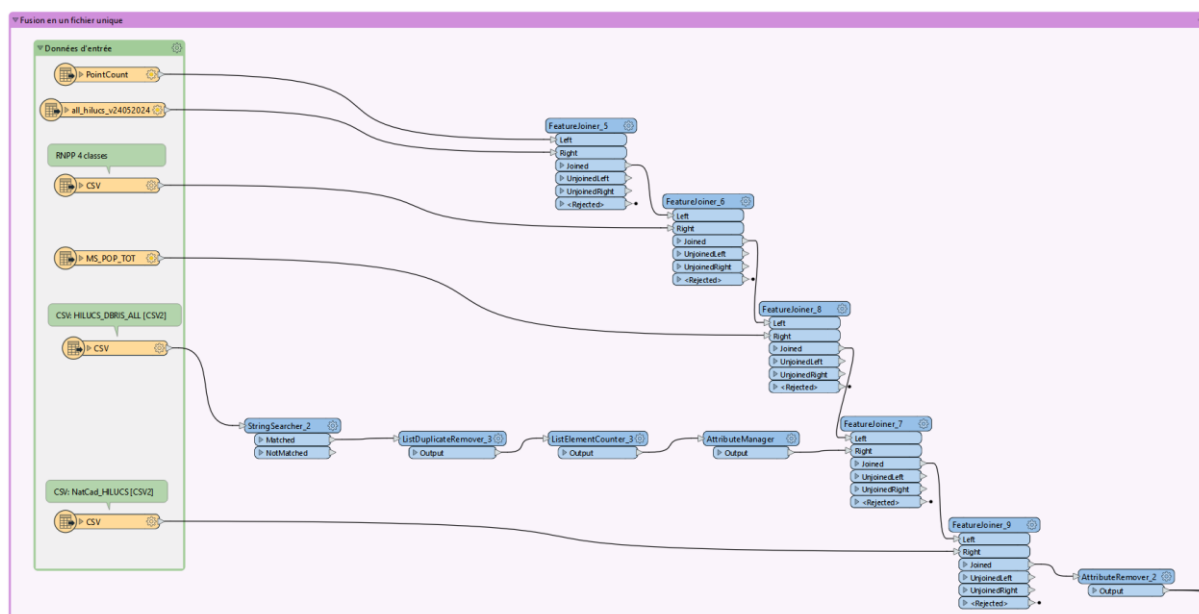 Fusion en un fichier unique
Données d'entrée
PointCount
all_hilucs_v24052024
RNPP 4 classes
CSV
MS_POP_TOT
CSV: HILUCS_DBRIS_ALL [CSV2]
CSV
CSV: NatCad_HILUCS [CSV2]
CSV
FeatureJoiner_5
Left
Right
Joined
UnjoinedLeft
UnjoinedRight
<Rejected>
FeatureJoiner_6
Left
Right
Joined
UnjoinedLeft
UnjoinedRight
<Rejected>
FeatureJoiner_8
Left
Right
Joined
UnjoinedLeft
UnjoinedRight
<Rejected>
StringSearcher_2
Matched
NotMatched
ListDuplicateRemover_3
Output
ListElementCounter_3
Output
AttributeManager
Output
FeatureJoiner_7
Left
Right
Joined
UnjoinedLeft
UnjoinedRight
<Rejected>
FeatureJoiner_9
Left
Right
Joined
UnjoinedLeft
UnjoinedRight
<Rejected>
AttributeRemover_2
Output